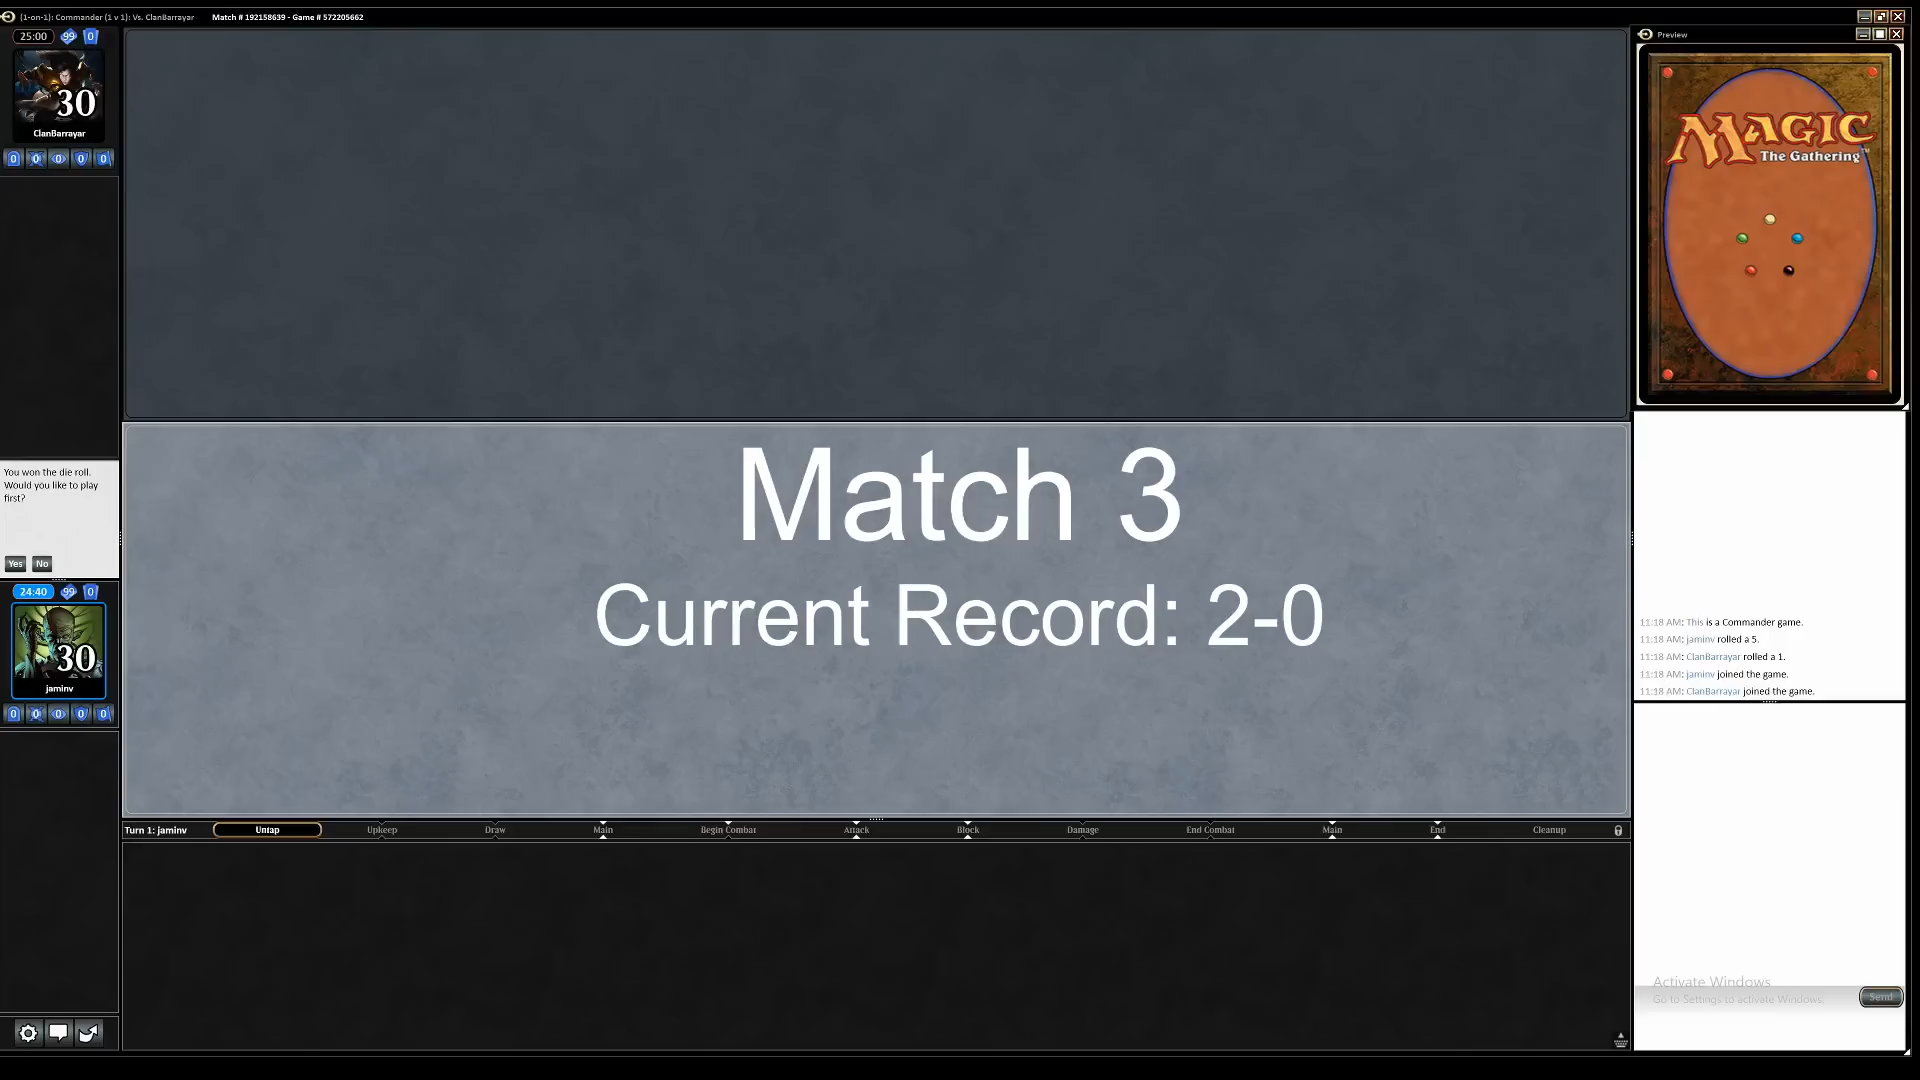 (1-on-1): Commander (1 v 1): Vs. ClanBarrayar Match # 192158639 - Game # 572205662
25:00 99 0
30
ClanBarrayar
0 0 0 0 0
Preview
MAGIC
The Gathering
You won the die roll.
Would you like to play
first?
Yes No
24:40 99 0
30
jaminv
0 0 0 0 0
Match 3
Current Record: 2-0
11:18 AM: This is a Commander game.
11:18 AM: jaminv rolled a 5.
11:18 AM: ClanBarrayar rolled a 1.
11:18 AM: jaminv joined the game.
11:18 AM: ClanBarrayar joined the game.
Turn 1: jaminv Untap Upkeep Draw Main Begin Combat Attack Block Damage End Combat Main End Cleanup
Activate Windows
Go to Settings to activate Windows.
Send